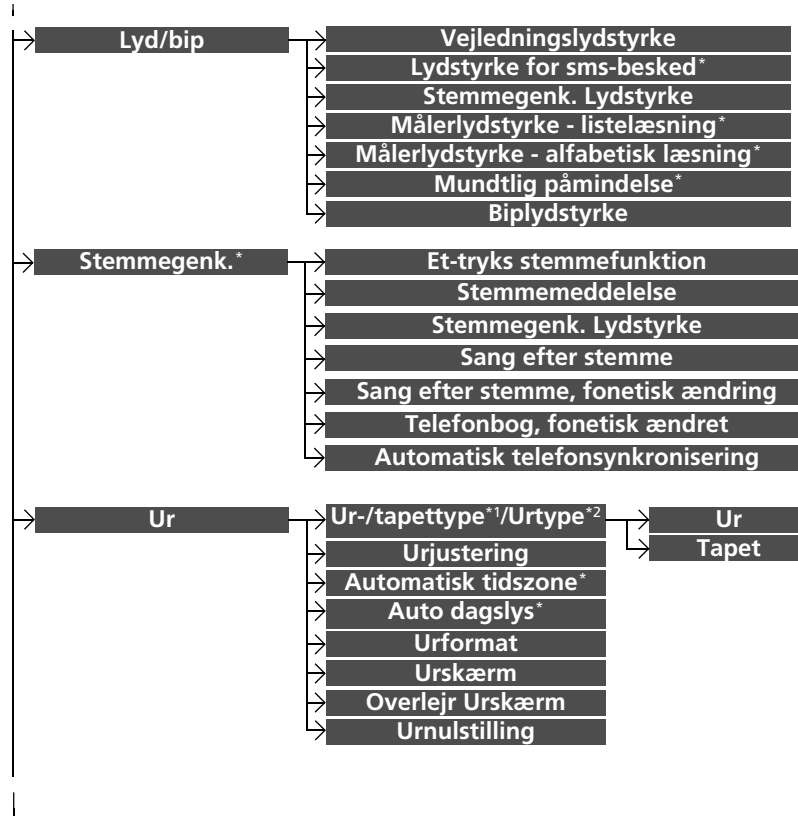 Lyd/bip
Vejledningslydstyrke
Lydstyrke for sms-besked*
Stemmegenk. Lydstyrke
Målerlydstyrke - listelæsning*
Målerlydstyrke - alfabetisk læsning*
Mundtlig påmindelse*
Biplydstyrke
Stemmegenk.*
Et-tryks stemmefunktion
Stemmemeddelelse
Stemmegenk. Lydstyrke
Sang efter stemme
Sang efter stemme, fonetisk ændring
Telefonbog, fonetisk ændret
Automatisk telefonsynkronisering
Ur
Ur-/tapettype*1/Urtype*2
Ur
Tapet
Urjustering
Automatisk tidszone*
Auto dagslys*
Urformat
Urskærm
Overlejr Urskærm
Urnulstilling